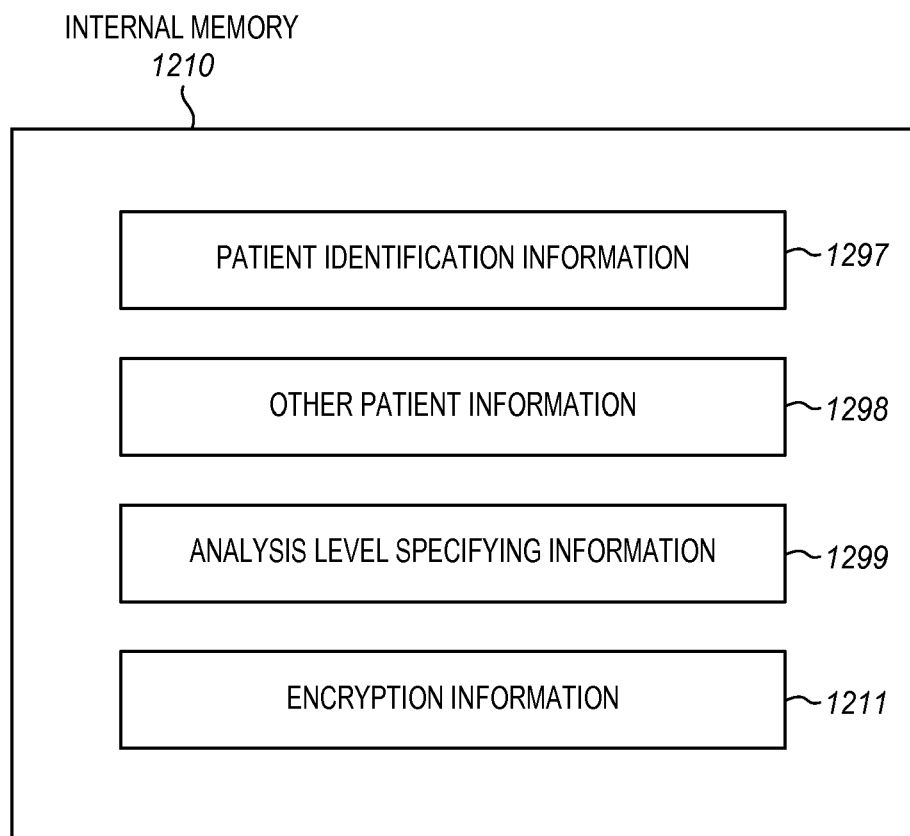 INTERNAL MEMORY
1210
PATIENT IDENTIFICATION INFORMATION
1297
OTHER PATIENT INFORMATION
1298
ANALYSIS LEVEL SPECIFYING INFORMATION
1299
ENCRYPTION INFORMATION
1211